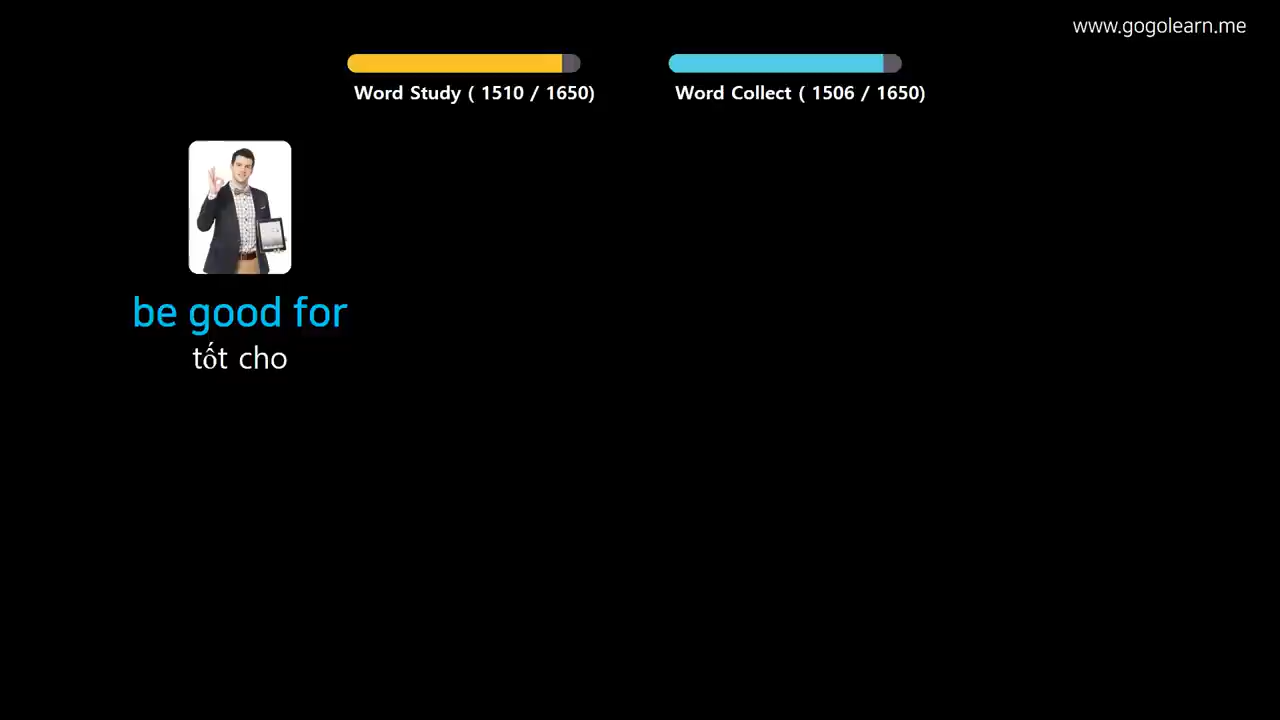 www.gogolearn.me
Word Study ( 1510 / 1650)
Word Collect ( 1506 / 1650)
be good for
tốt cho